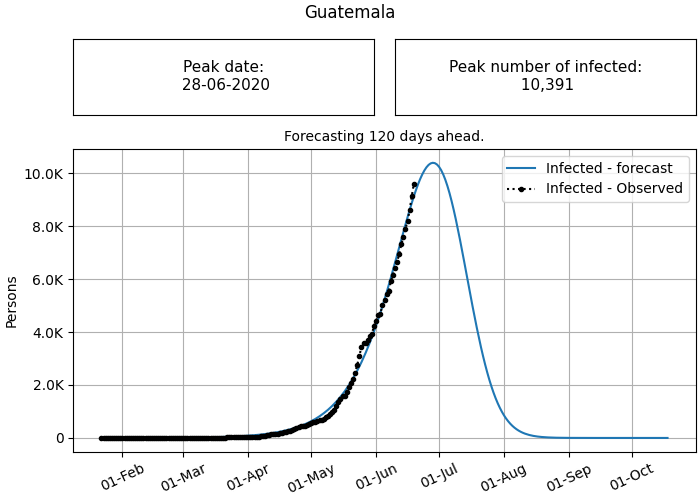 Guatemala
Peak date:
28-06-2020
Peak number of infected:
10,391
Forecasting 120 days ahead.
Infected - forecast
Infected - Observed
Persons
10.0K
8.0K
6.0K
4.0K
2.0K
0
01-Feb
01-Mar
01-Apr
01-May
01-Jun
01-Jul
01-Aug
01-Sep
01-Oct